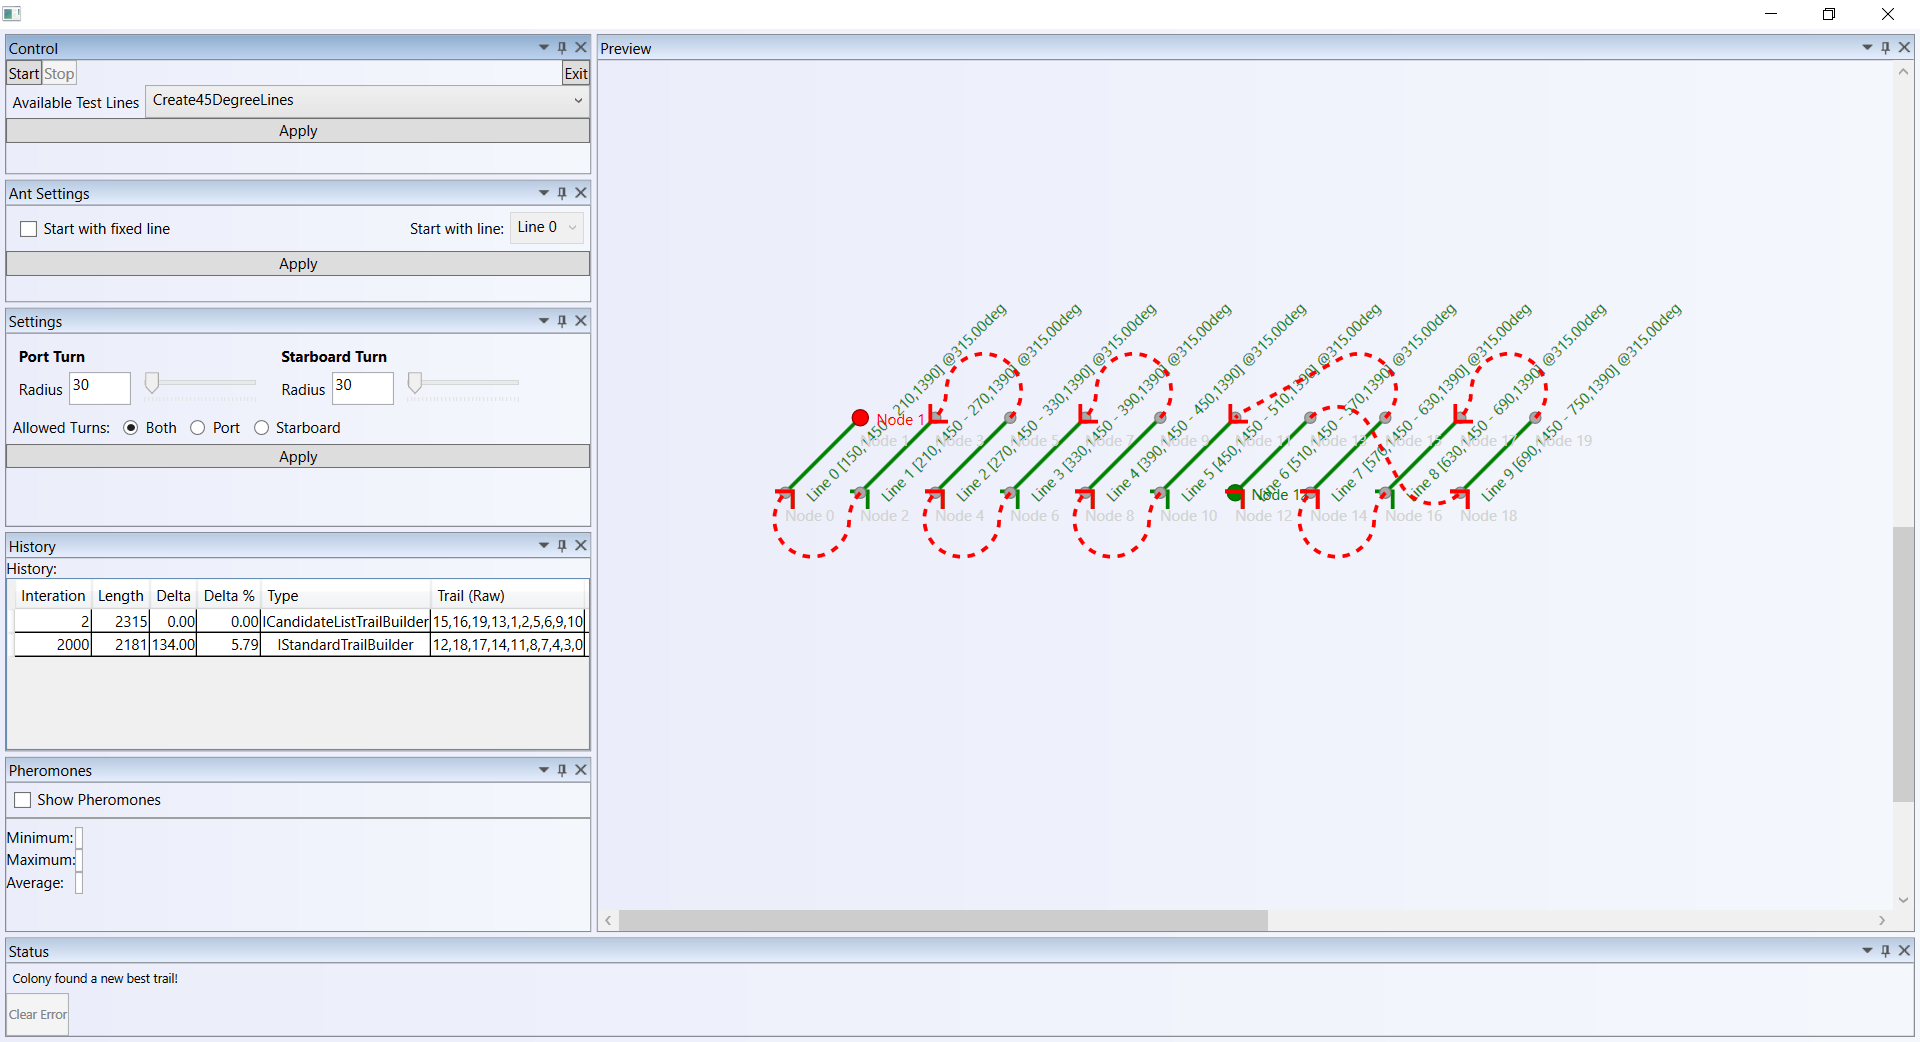 Control
Start Stop Exit
Available Test Lines Create45DegreeLines
Apply
Ant Settings
Start with fixed line Start with line: Line 0
Apply
Settings
Port Turn Starboard Turn
Radius 30 Radius 30
Allowed Turns: Both Port Starboard
Apply
History
History:
Interation Length Delta Delta % Type Trail (Raw)
2 2315 0.00 0.00 ICandidateListTrailBuilder 15,16,19,13,1,2,5,6,9,10
2000 2181 134.00 5.79 IStandardTrailBuilder 12,18,17,14,11,8,7,4,3,0
Pheromones
Show Pheromones
Minimum:
Maximum:
Average:
Preview
Line 0 [150,1450 - 210,1390] @315.00deg
Line 1 [210,1450 - 270,1390] @315.00deg
Line 2 [270,1450 - 330,1390] @315.00deg
Line 3 [330,1450 - 390,1390] @315.00deg
Line 4 [390,1450 - 450,1390] @315.00deg
Line 5 [450,1450 - 510,1390] @315.00deg
Line 6 [510,1450 - 570,1390] @315.00deg
Line 7 [570,1450 - 630,1390] @315.00deg
Line 8 [630,1450 - 690,1390] @315.00deg
Line 9 [690,1450 - 750,1390] @315.00deg
Node 1
Node 1 Node 3 Node 5 Node 7 Node 9 Node 11 Node 13 Node 15 Node 17 Node 19
Node 12
Node 0 Node 2 Node 4 Node 6 Node 8 Node 10 Node 12 Node 14 Node 16 Node 18
Status
Colony found a new best trail!
Clear Error